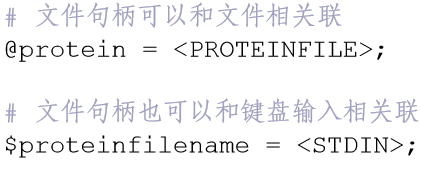 # 文件句柄可以和文件相关联
@protein = <PROTEINFILE>;
# 文件句柄也可以和键盘输入相关联
$proteinfilename = <STDIN>;